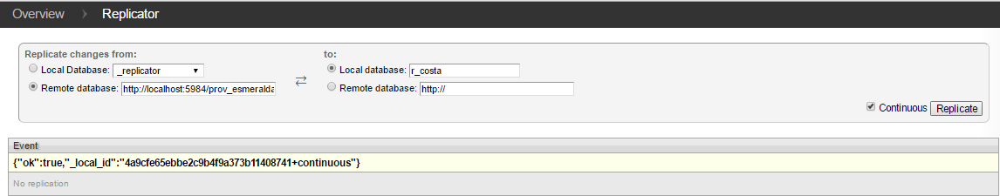 Overview › Replicator
Replicate changes from: to:
Local Database: _replicator Local database: r_costa
Remote database: http://localhost:5984/prov_esmeralda Remote database: http://
Continuous Replicate
Event
{"ok":true,"_local_id":"4a9cfe65ebbe2c9b4f9a373b11408741+continuous"}
No replication